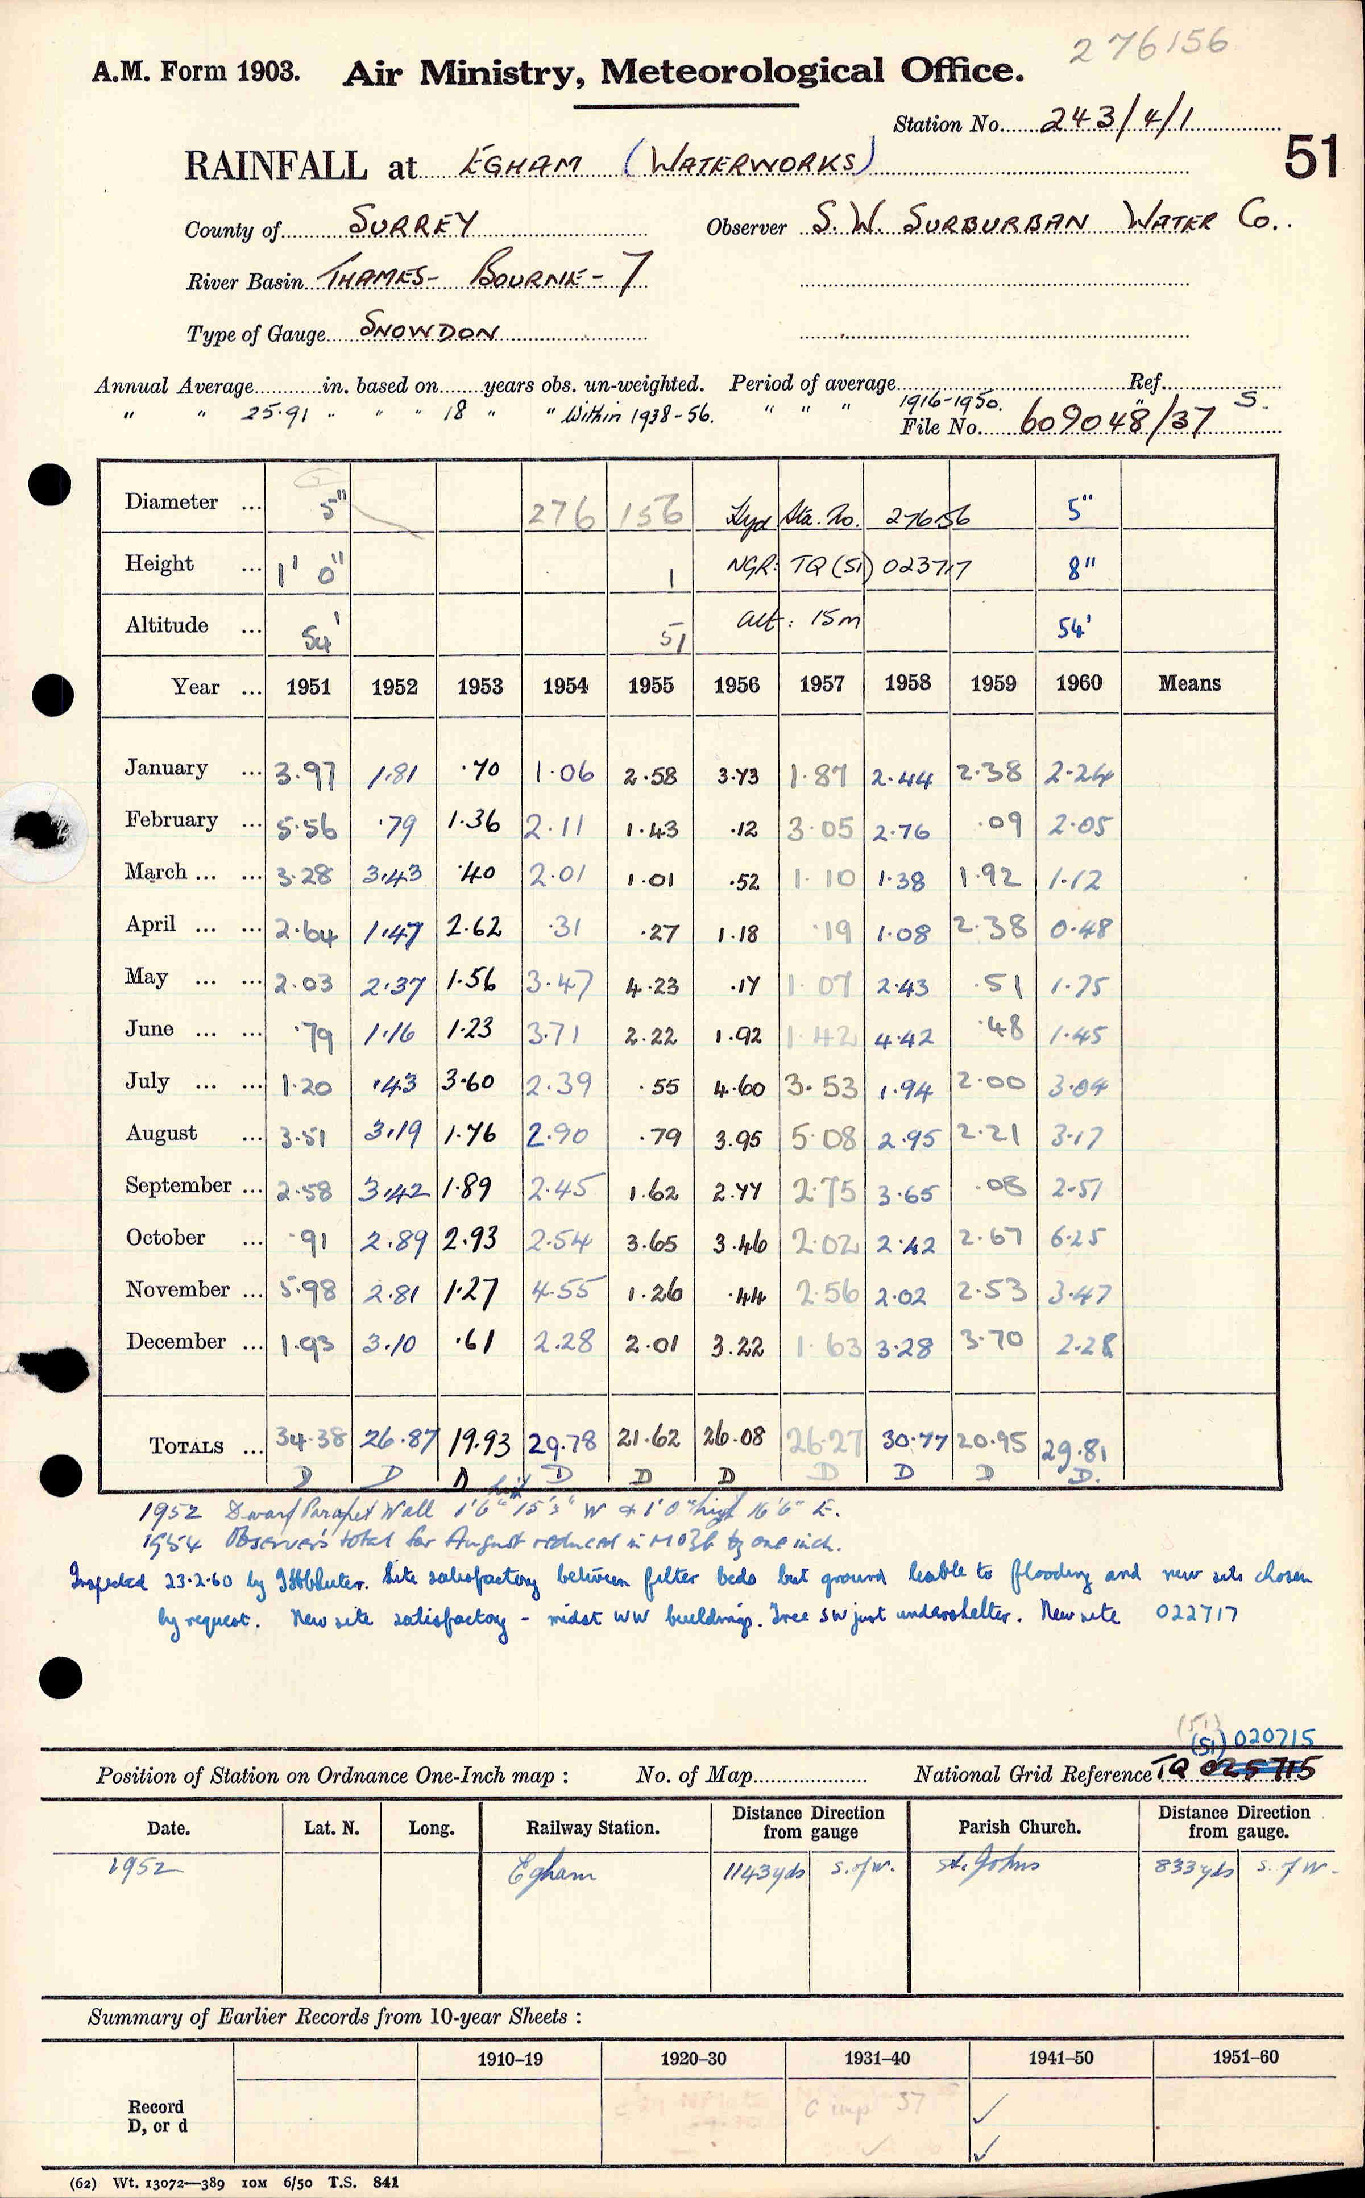 276156
A.M. Form 1903. Air Ministry, Meteorological Office.
Station No. 243/4/1
51
RAINFALL at EGHAM (WATERWORKS)
County of SURREY Observer S.W. SURBURBAN WATER Co.
River Basin THAMES- BOURNE- 7
Type of Gauge SNOWDON
Annual Average in. based on years obs. un-weighted. Period of average Ref.
" " 25.91 " " " 18 " " Within 1938-56. " " " 1916-1950. " S.
File No. 609048/37
Diameter ... 5" 276 156 Hyd Sta. No. 276156 5"
Height ... 1' 0" 1 NGR: TQ (51) 023717 8"
Altitude ... 54' 51 alt: 15m 54'
Year ... 1951 1952 1953 1954 1955 1956 1957 1958 1959 1960 Means
January ... 3.97 1.81 .70 1.06 2.58 3.73 1.87 2.44 2.38 2.24
February ... 5.56 .79 1.36 2.11 1.43 .12 3.05 2.76 .09 2.05
March ... ... 3.28 3.43 .40 2.01 1.01 .52 1.10 1.38 1.92 1.12
April ... ... 2.64 1.47 2.62 .31 .27 1.18 .19 1.08 2.38 0.48
May ... ... 2.03 2.37 1.56 3.47 4.23 .17 1.07 2.43 .51 1.75
June ... ... .79 1.16 1.23 3.71 2.22 1.92 1.42 4.42 .48 1.45
July ... ... 1.20 .43 3.60 2.39 .55 4.60 3.53 1.94 2.00 3.04
August ... 3.51 3.19 1.76 2.90 .79 3.95 5.08 2.95 2.21 3.17
September ... 2.58 3.42 1.89 2.45 1.62 2.77 2.75 3.65 .08 2.51
October ... .91 2.89 2.93 2.54 3.65 3.46 2.02 2.42 2.67 6.25
November ... 5.98 2.81 1.27 4.55 1.26 .44 2.56 2.02 2.53 3.47
December ... 1.93 3.10 .61 2.28 2.01 3.22 1.63 3.28 3.70 2.28
TOTALS ... 34.38 26.87 19.93 29.78 21.62 26.08 26.27 30.77 20.95 29.81
D D D D D D D D D D.
1952 Dwarf Parapet Wall 1'6" high 15'3" W & 1'0" high 16'6" E.
1954 Observer's total for August reduced in MO3b by one inch.
Inspected 23.2.60 by Site satisfactory between filter beds but ground liable to flooding and new site chosen
by request. New site satisfactory - midst WW buildings. Tree SW just undershelter. New site 022717
(51)
(51) 020715
Position of Station on Ordnance One-Inch map : No. of Map National Grid Reference TQ 025715
Date. Lat. N. Long. Railway Station. Distance from gauge Direction Parish Church. Distance Direction from gauge.
1952 Egham 1143yds S. of W. St. Johns 833yds S. of W.
Summary of Earlier Records from 10-year Sheets :
1910-19 1920-30 1931-40 1941-50 1951-60
Record
D, or d
37 ✓
✓ ✓
(62) Wt. 13072—389 10M 6/50 T.S. 841